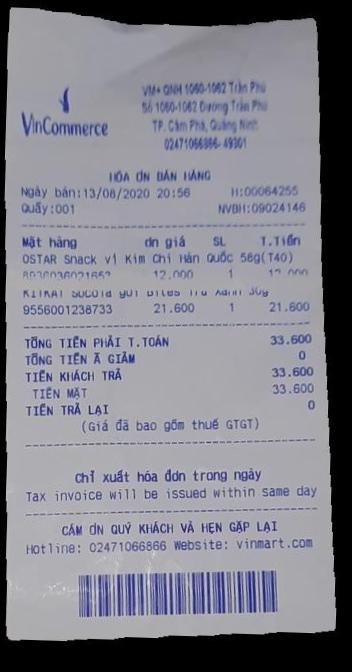 VinCommerce
VM+ QNH 1060-1062 Trần Phú
Số 1060-1062 Đường Trần Phú
TP. Cẩm Phả, Quảng Ninh
02471066866- 49301
HÓA ĐN BÁN HÀNG
Ngày bán:13/08/2020 20:56 H:00064255
Quầy:001 NVBH:09024146
Mặt hàng đn giá SL T.Tiền
OSTAR Snack vị Kim Chi Hàn Quốc 58g(T40)
8936036021652 12.000 1 12.000
KITKAT Socola gói Bites Trà Xanh 30g
9556001238733 21.600 1 21.600
TỔNG TIỀN PHẢI T.TOÁN 33.600
TỔNG TIỀN Ã GIẢM 0
TIỀN KHÁCH TRẢ 33.600
TIỀN MẶT 33.600
TIỀN TRẢ LẠI 0
(Giá đã bao gồm thuế GTGT)
Chỉ xuất hóa đơn trong ngày
Tax invoice will be issued within same day
CẢM ƠN QUÝ KHÁCH VÀ HẸN GẶP LẠI
Hotline: 02471066866 Website: vinmart.com